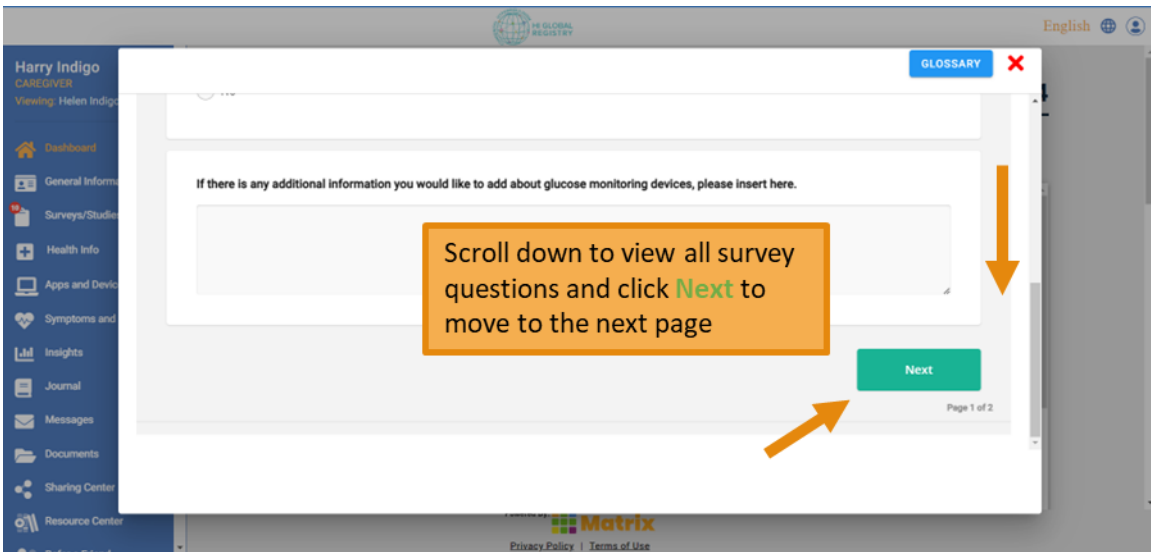 HI GLOBAL
REGISTRY
English
Harry Indigo
CAREGIVER
Viewing: Helen Indigo
Dashboard
General Informa
Surveys/Studie
10
Health Info
Apps and Devic
Symptoms and
Insights
Journal
Messages
Documents
Sharing Center
Resource Center
GLOSSARY
If there is any additional information you would like to add about glucose monitoring devices, please insert here.
Scroll down to view all survey
questions and click Next to
move to the next page
Next
Page 1 of 2
Matrix
Privacy Policy | Terms of Use